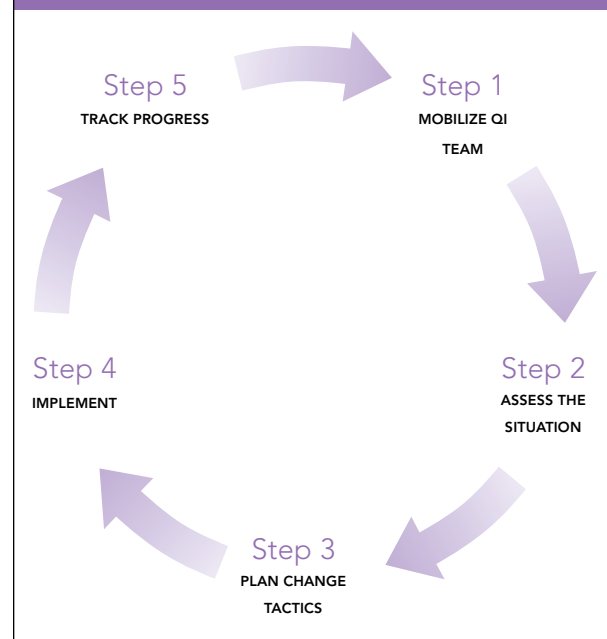 Step 1
MOBILIZE QI
TEAM
Step 2
ASSESS THE
SITUATION
Step 3
PLAN CHANGE
TACTICS
Step 4
IMPLEMENT
Step 5
TRACK PROGRESS